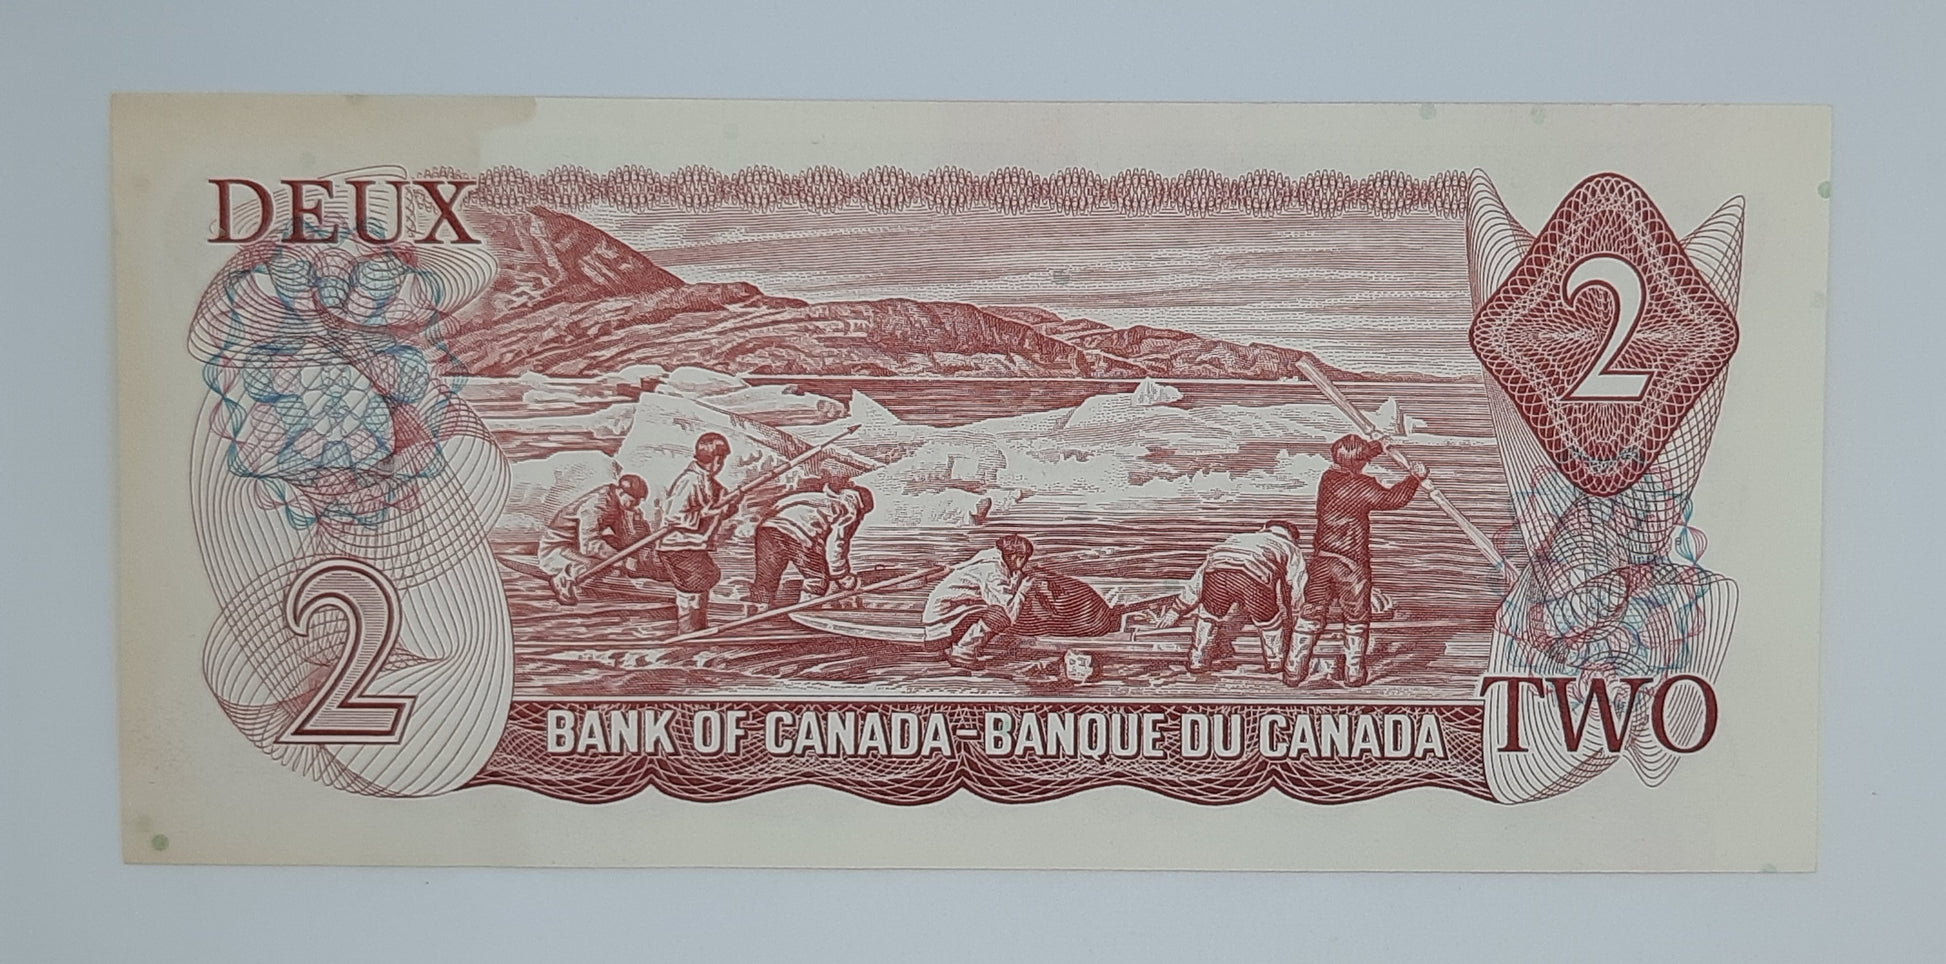 DEUX
2
2
BANK OF CANADA-BANQUE DU CANADA
TWO